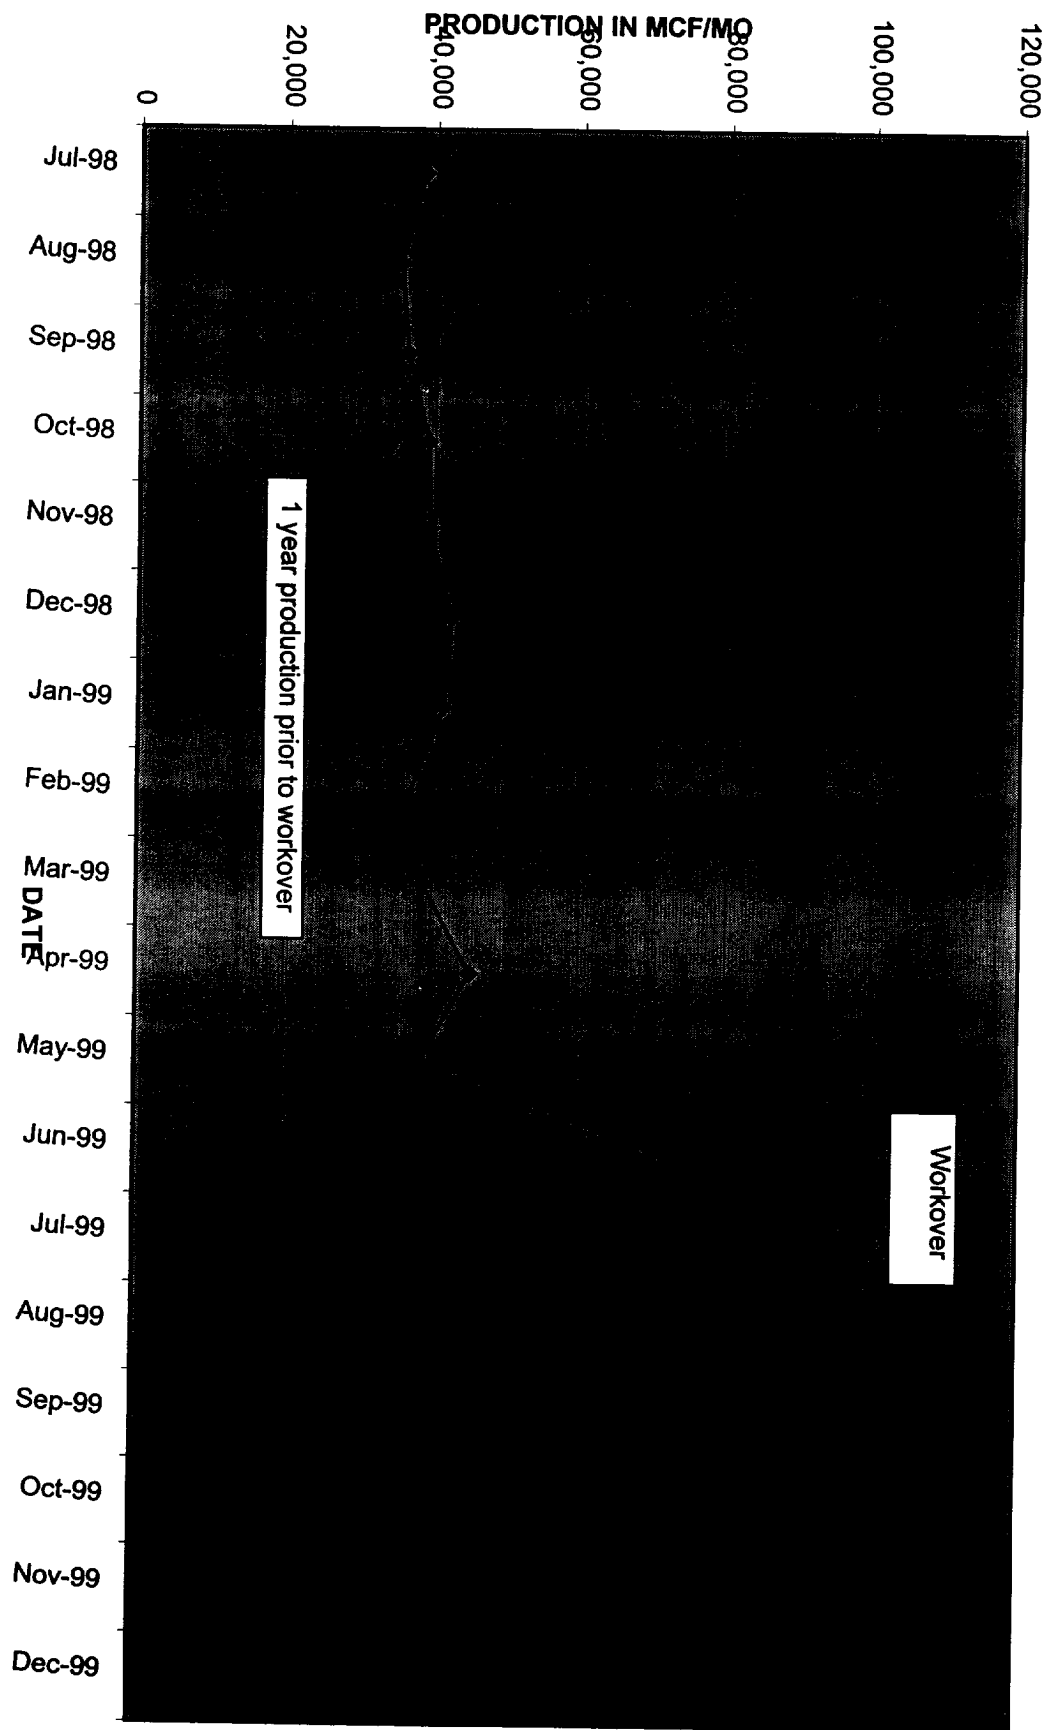 PRODUCTION IN MCF/MO
120,000
100,000
80,000
60,000
40,000
20,000
0
Workover
1 year production prior to workover
Jul-98
Aug-98
Sep-98
Oct-98
Nov-98
Dec-98
Jan-99
Feb-99
Mar-99
Apr-99
May-99
Jun-99
Jul-99
Aug-99
Sep-99
Oct-99
Nov-99
Dec-99
DATE